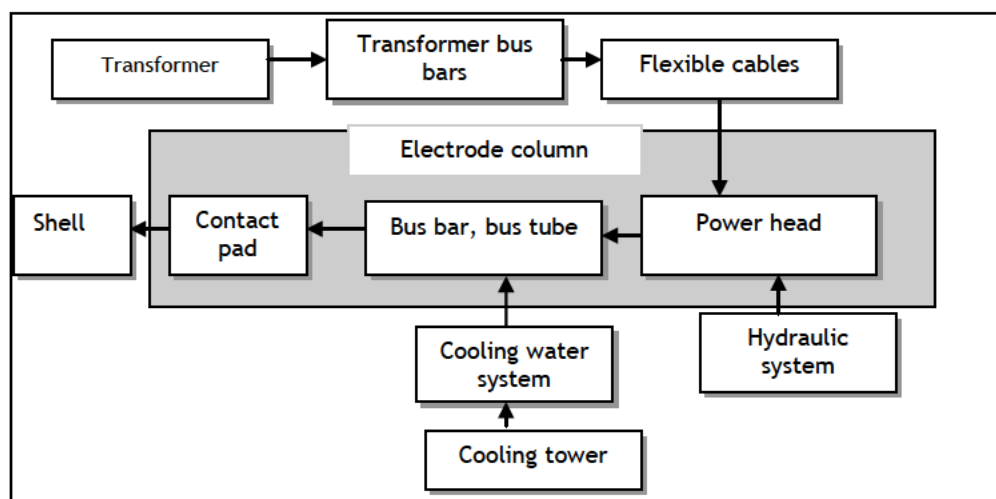 Transformer
Transformer bus
bars
Flexible cables
Electrode column
Shell
Contact
pad
Bus bar, bus tube
Power head
Cooling water
system
Hydraulic
system
Cooling tower